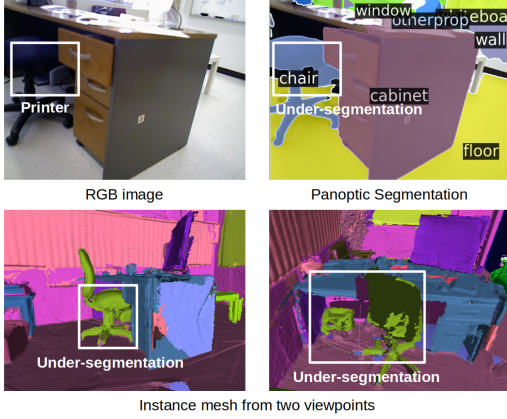 window
otherprop
eboa
wall
chair
Printer
cabinet
Under-segmentation
floor
RGB image
Panoptic Segmentation
Under-segmentation
Under-segmentation
Instance mesh from two viewpoints